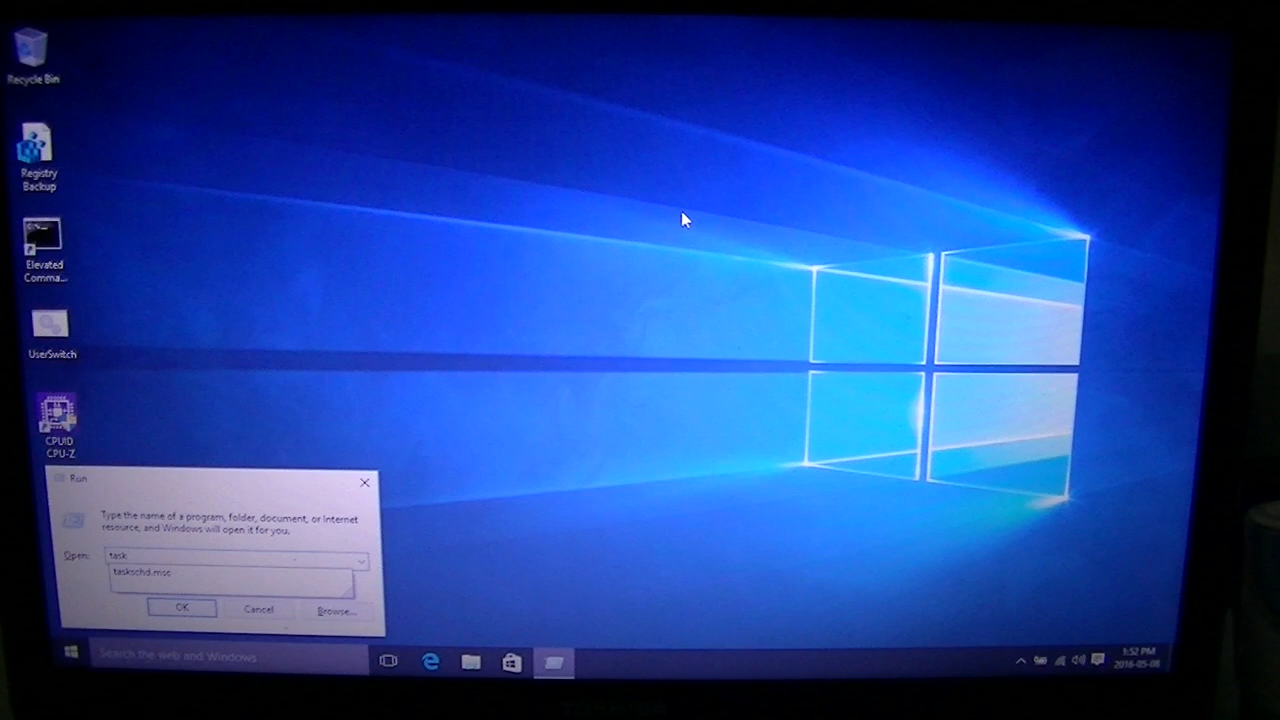 Recycle Bin
Registry
Backup
Elevated
Comma...
UserSwitch
CPUID
CPU-Z
Run
Type the name of a program, folder, document, or Internet
resource, and Windows will open it for you.
Open:
task
taskschd.msc
OK
Cancel
Browse...
Search the web and Windows
1:52 PM
2016-05-08